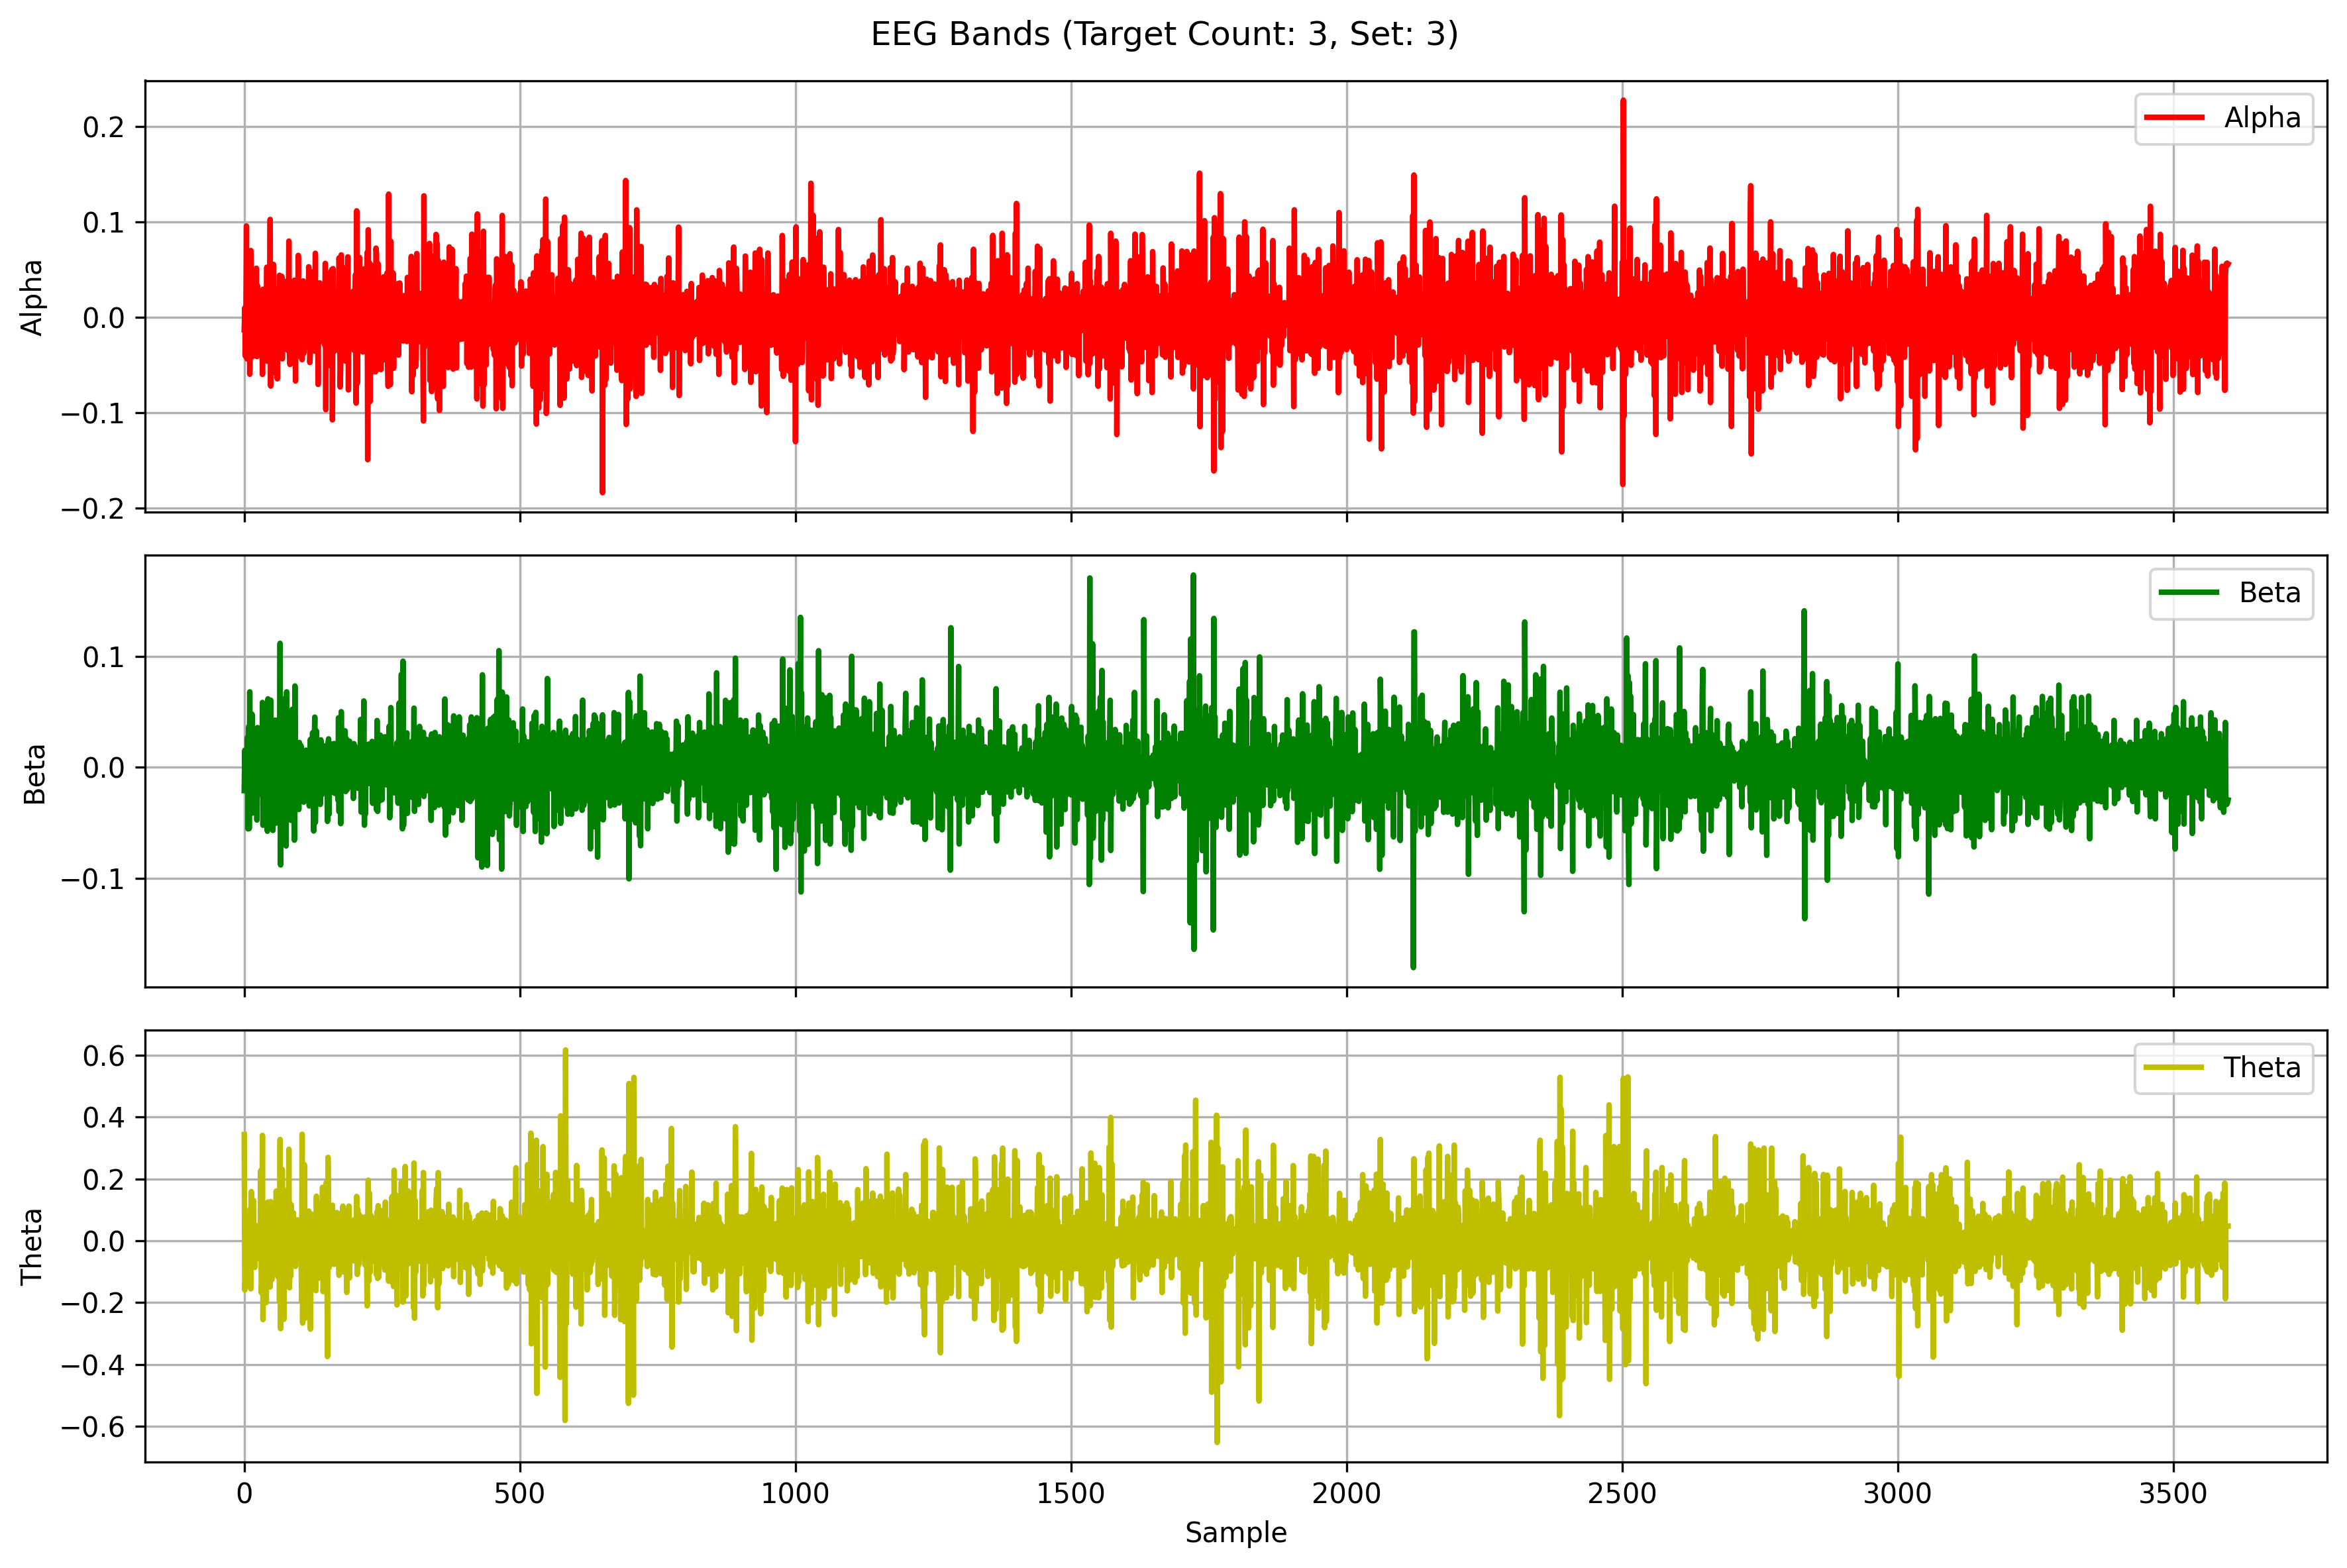 EEG Bands (Target Count: 3, Set: 3)
Alpha
0.2
0.1
0.0
−0.1
−0.2
Alpha
Beta
0.1
0.0
−0.1
Beta
Theta
0.6
0.4
0.2
0.0
−0.2
−0.4
−0.6
Theta
0 500 1000 1500 2000 2500 3000 3500
Sample